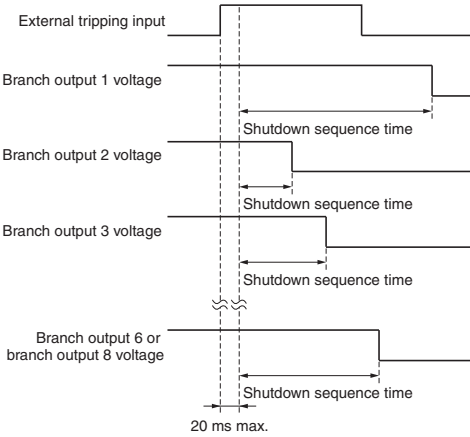 External tripping input
Branch output 1 voltage
Shutdown sequence time
Branch output 2 voltage
Shutdown sequence time
Branch output 3 voltage
Shutdown sequence time
Branch output 6 or
branch output 8 voltage
Shutdown sequence time
20 ms max.